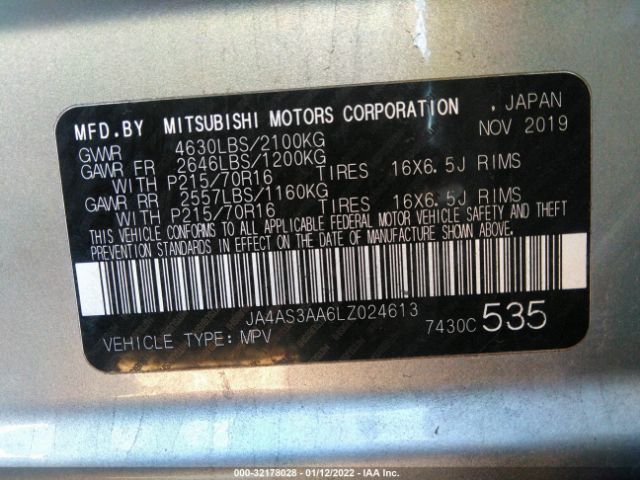 MFD.BY MITSUBISHI MOTORS CORPORATION , JAPAN
GVWR 4630LBS/2100KG NOV 2019
GAWR FR 2646LBS/1200KG
WITH P215/70R16 TIRES 16X6.5J RIMS
GAWR RR 2557LBS/1160KG
WITH P215/70R16 TIRES 16X6.5J RIMS
THIS VEHICLE CONFORMS TO ALL APPLICABLE FEDERAL MOTOR VEHICLE SAFETY AND THEFT
PREVENTION STANDARDS IN EFFECT ON THE DATE OF MANUFACTURE SHOWN ABOVE.
JA4AS3AA6LZ024613
VEHICLE TYPE: MPV 7430C 535
000-32178028 - 01/12/2022 - IAA Inc.